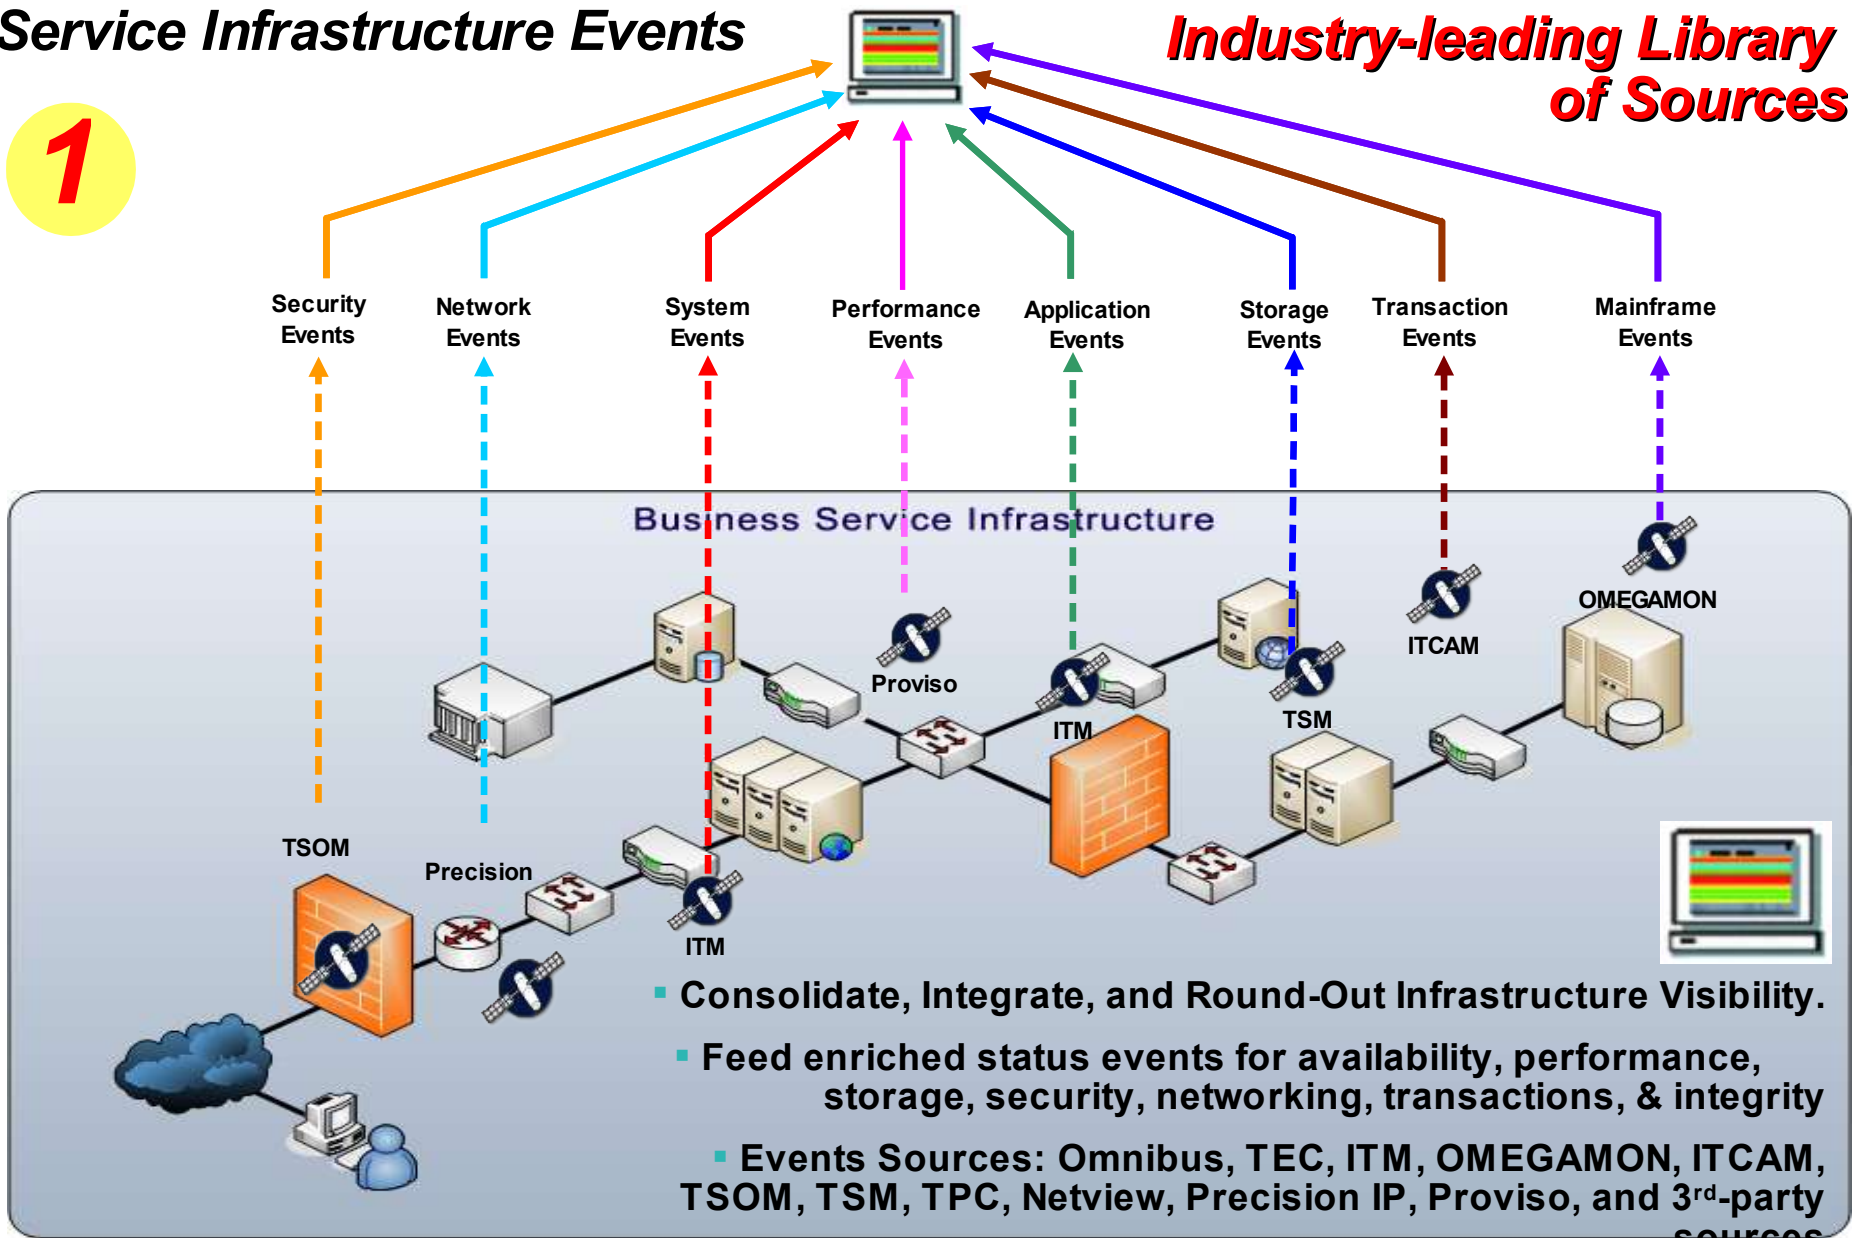 Service Infrastructure Events
Industry-leading Library
of Sources
1
Security
Events
Network
Events
System
Events
Performance
Events
Application
Events
Storage
Events
Transaction
Events
Mainframe
Events
Business Service Infrastructure
OMEGAMON
ITCAM
Proviso
TSM
ITM
TSOM
Precision
ITM
▪ Consolidate, Integrate, and Round-Out Infrastructure Visibility.
▪ Feed enriched status events for availability, performance,
storage, security, networking, transactions, & integrity
▪ Events Sources: Omnibus, TEC, ITM, OMEGAMON, ITCAM,
TSOM, TSM, TPC, Netview, Precision IP, Proviso, and 3rd-party
sources